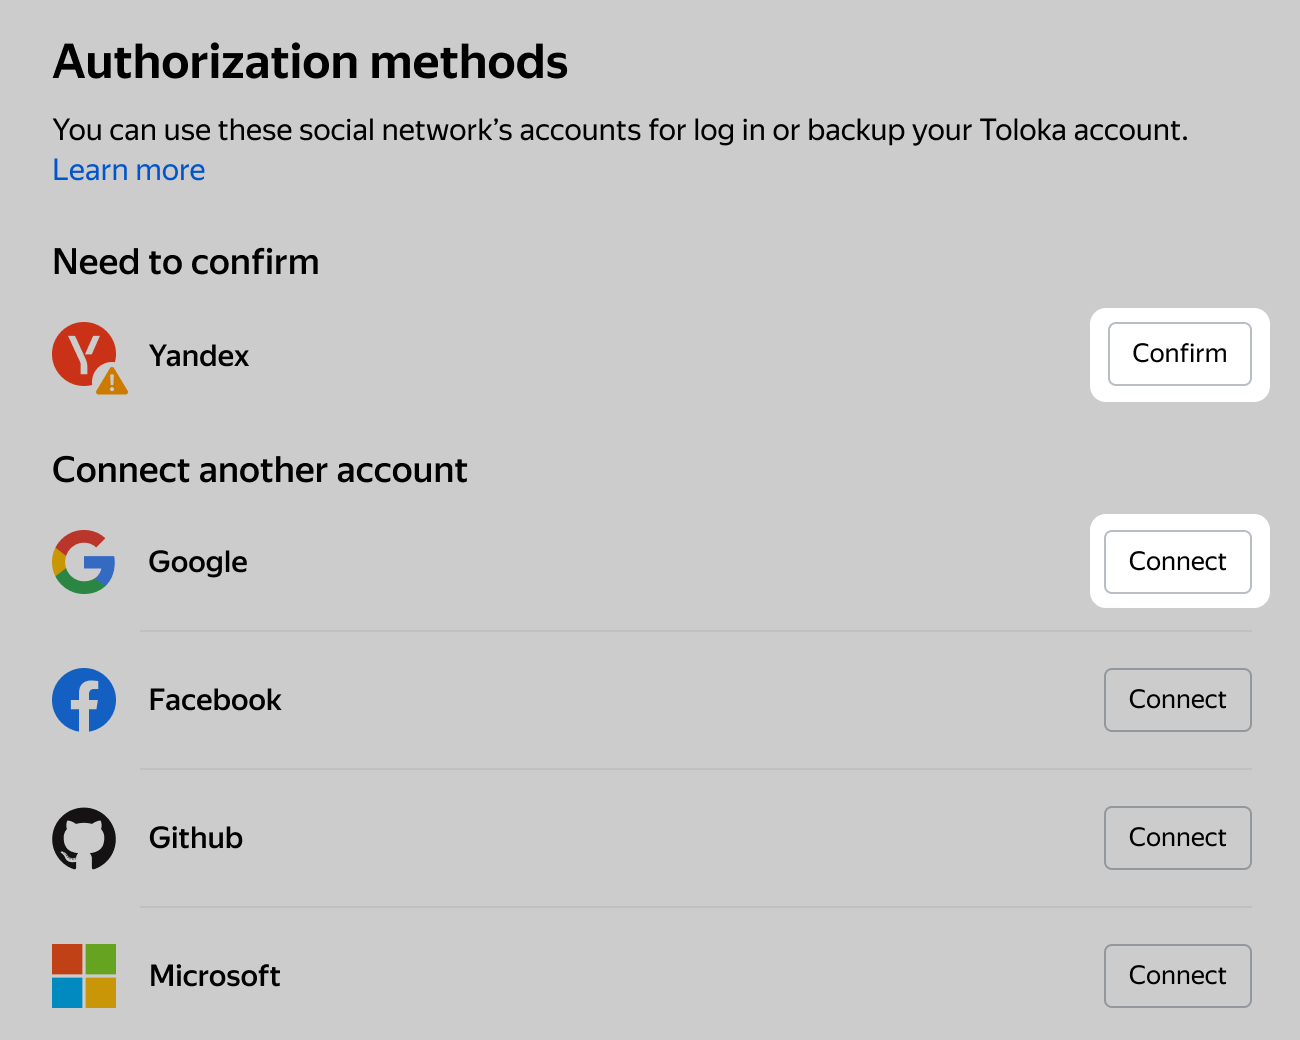 Authorization methods
You can use these social network’s accounts for log in or backup your Toloka account.
Learn more
Need to confirm
Yandex
Confirm
Connect another account
Google
Connect
Facebook
Connect
Github
Connect
Microsoft
Connect